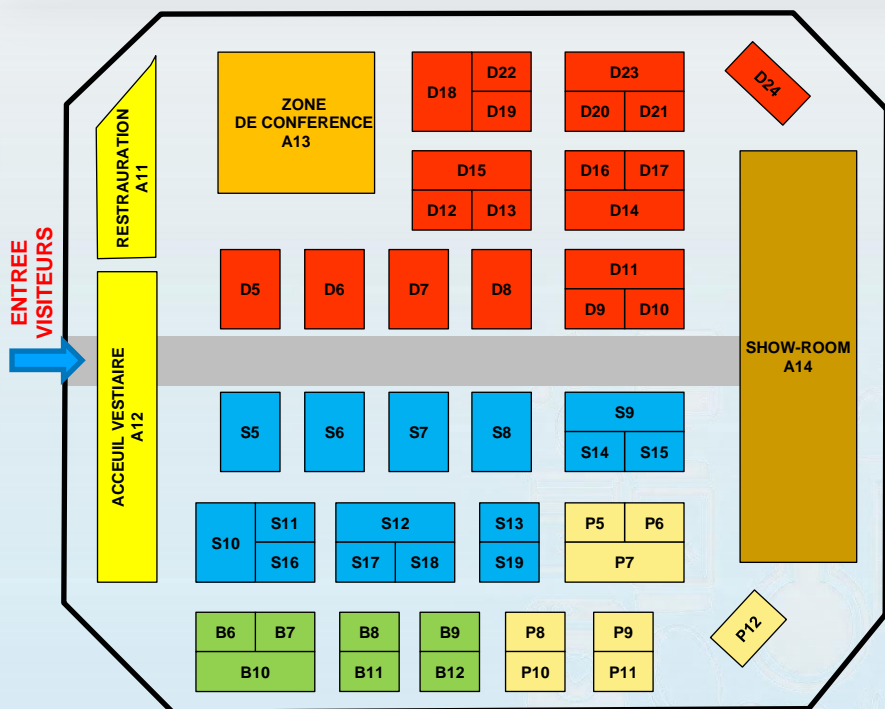 ENTREE
VISITEURS
RESTRAURATION
A11
ACCEUIL VESTIAIRE
A12
ZONE
DE CONFERENCE
A13
D18
D22
D19
D23
D20
D21
D24
D15
D12
D13
D16
D17
D14
D5
D6
D7
D8
D11
D9
D10
SHOW-ROOM
A14
S5
S6
S7
S8
S9
S14
S15
S10
S11
S16
S12
S17
S18
S13
S19
P5
P6
P7
B6
B7
B10
B8
B11
B9
B12
P8
P10
P9
P11
P12